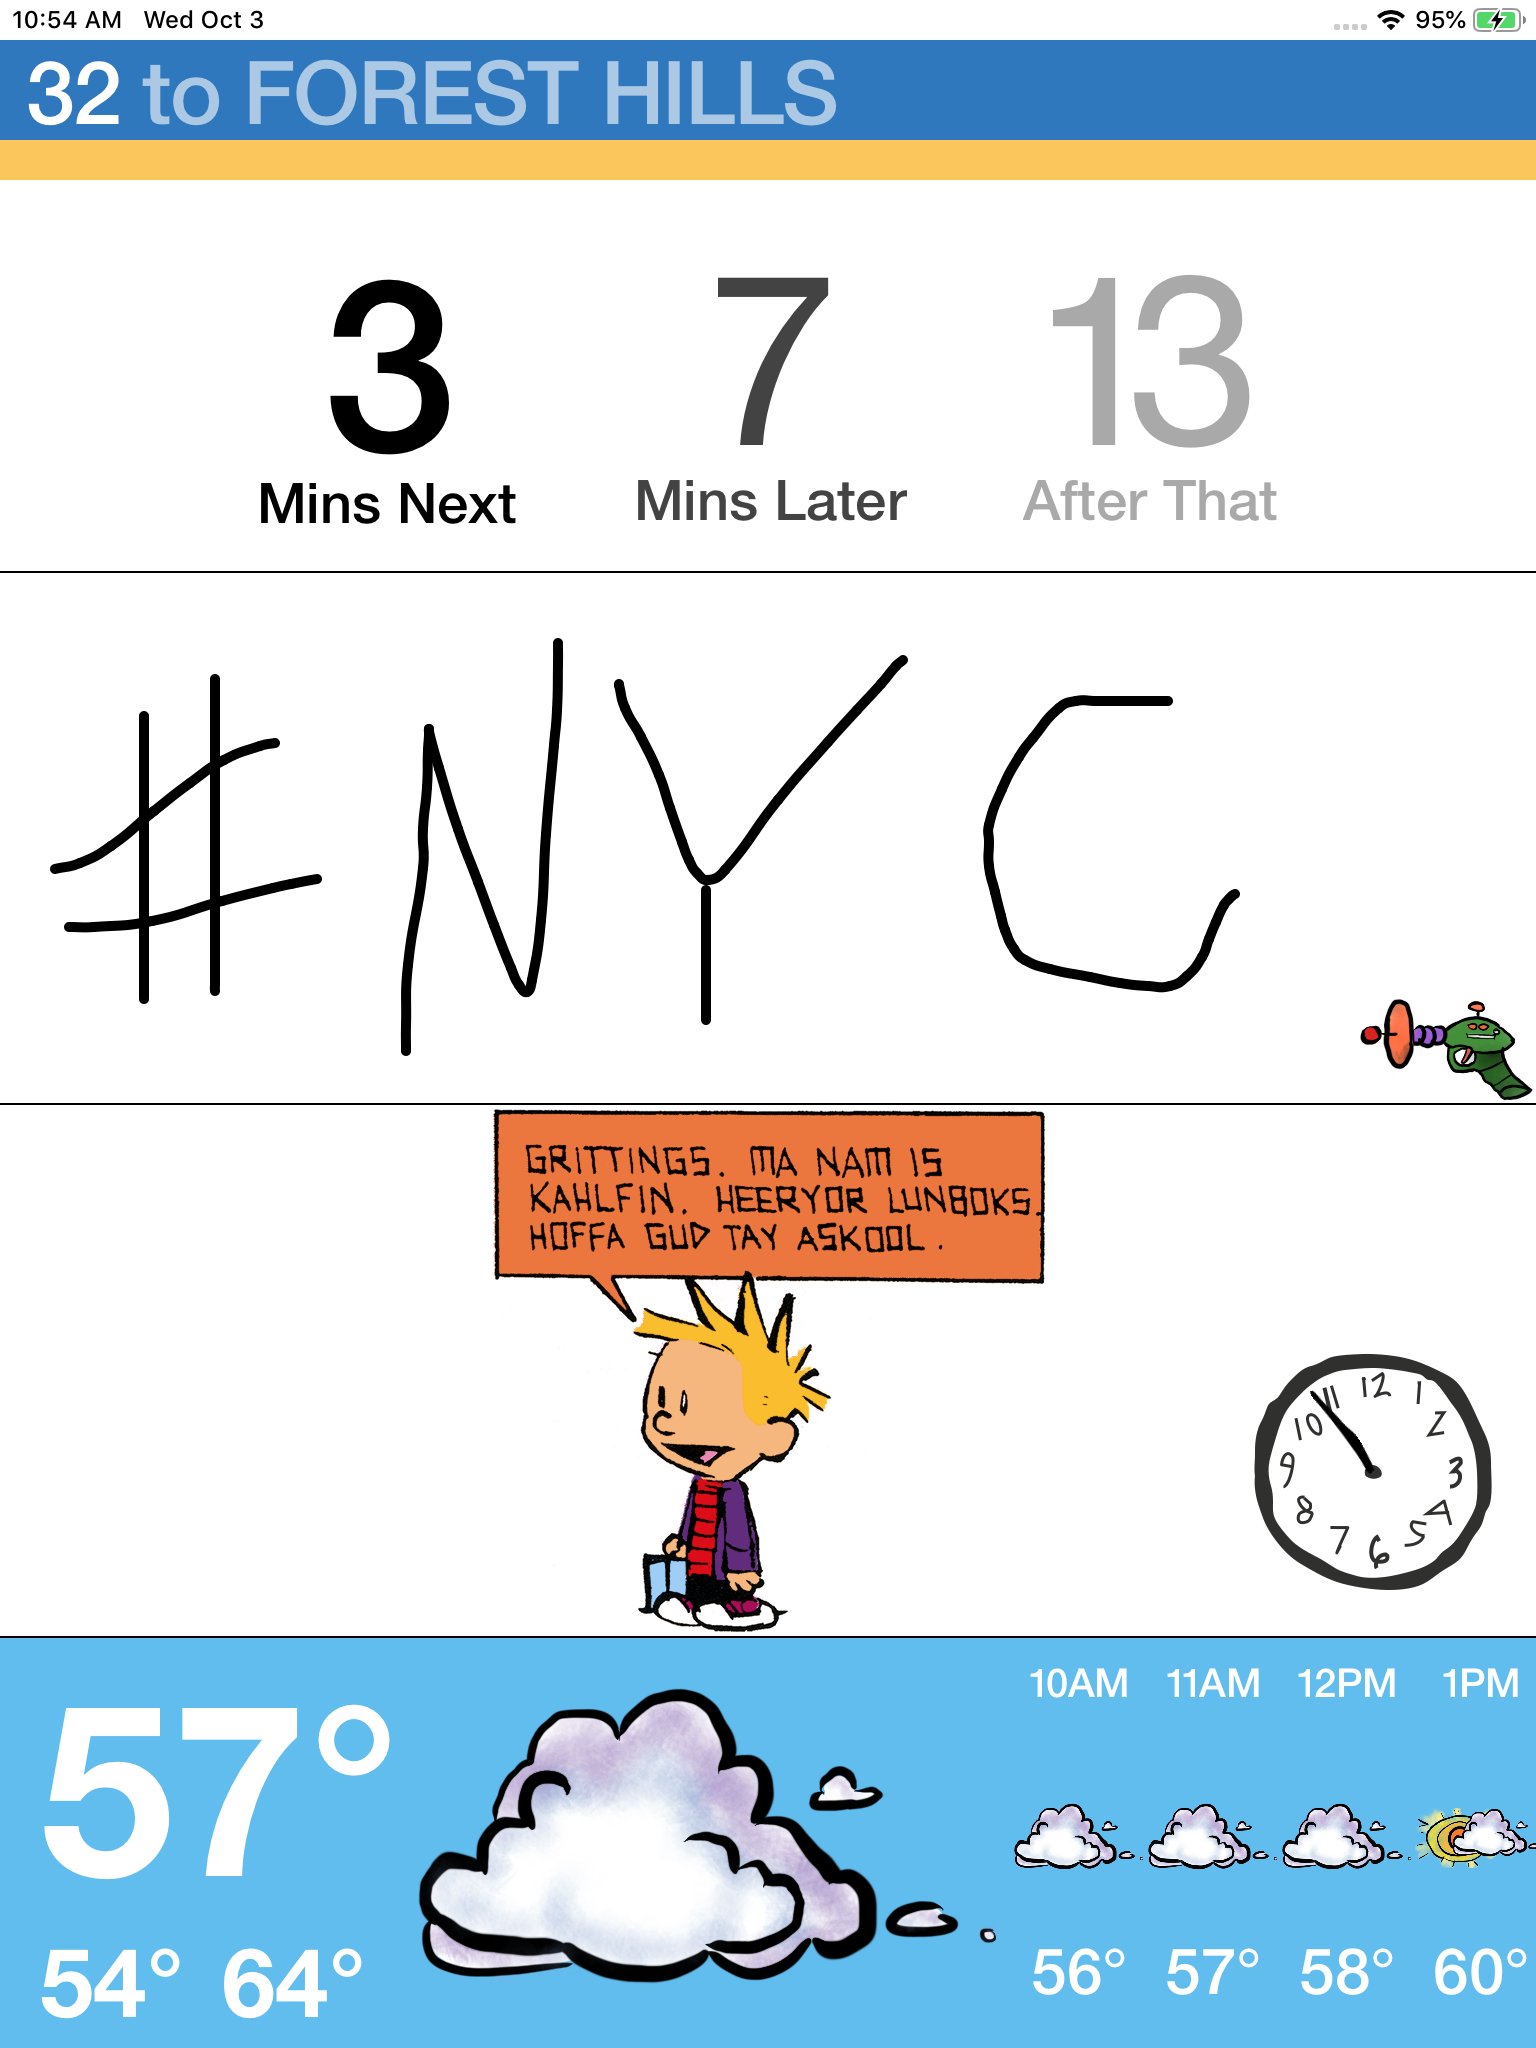 10:54 AM Wed Oct 3 95%
32 to FOREST HILLS
3 7 13
Mins Next Mins Later After That
#NYC
GRITTINGS. MA NAM IS
KAHLFIN. HEERYOR LUNBOKS.
HOFFA GUD TAY ASKOOL.
12 1 2 3 4 5 6 7 8 9 10 11
10AM 11AM 12PM 1PM
57°
54° 64° 56° 57° 58° 60°